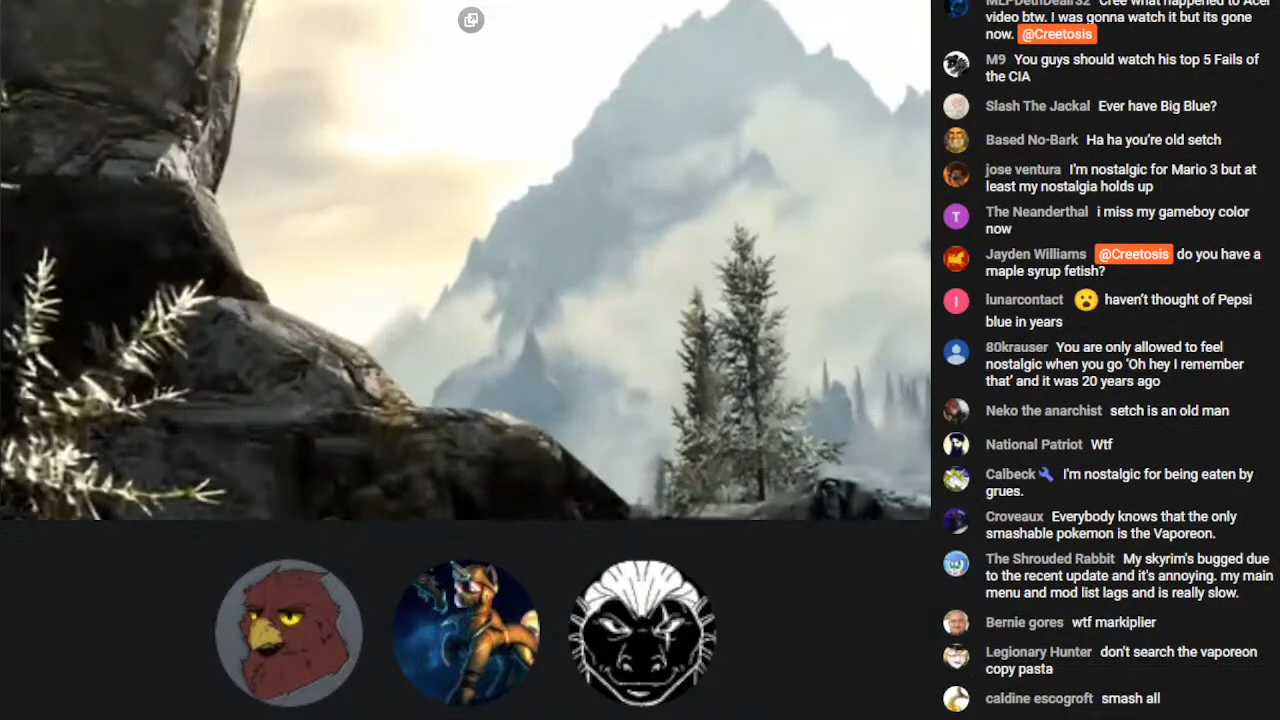 MLPDethDealr32 Cree what happened to Acer
video btw. I was gonna watch it but its gone
now. @Creetosis
M9 You guys should watch his top 5 Fails of
the CIA
Slash The Jackal Ever have Big Blue?
Based No-Bark Ha ha you're old setch
jose ventura I'm nostalgic for Mario 3 but at
least my nostalgia holds up
T The Neanderthal i miss my gameboy color
now
Jayden Williams @Creetosis do you have a
maple syrup fetish?
I lunarcontact 😮 haven't thought of Pepsi
blue in years
80krauser You are only allowed to feel
nostalgic when you go 'Oh hey I remember
that' and it was 20 years ago
Neko the anarchist setch is an old man
National Patriot Wtf
Calbeck I'm nostalgic for being eaten by
grues.
Croveaux Everybody knows that the only
smashable pokemon is the Vaporeon.
The Shrouded Rabbit My skyrim's bugged due
to the recent update and it's annoying. my main
menu and mod list lags and is really slow.
Bernie gores wtf markiplier
Legionary Hunter don't search the vaporeon
copy pasta
caldine escogroft smash all